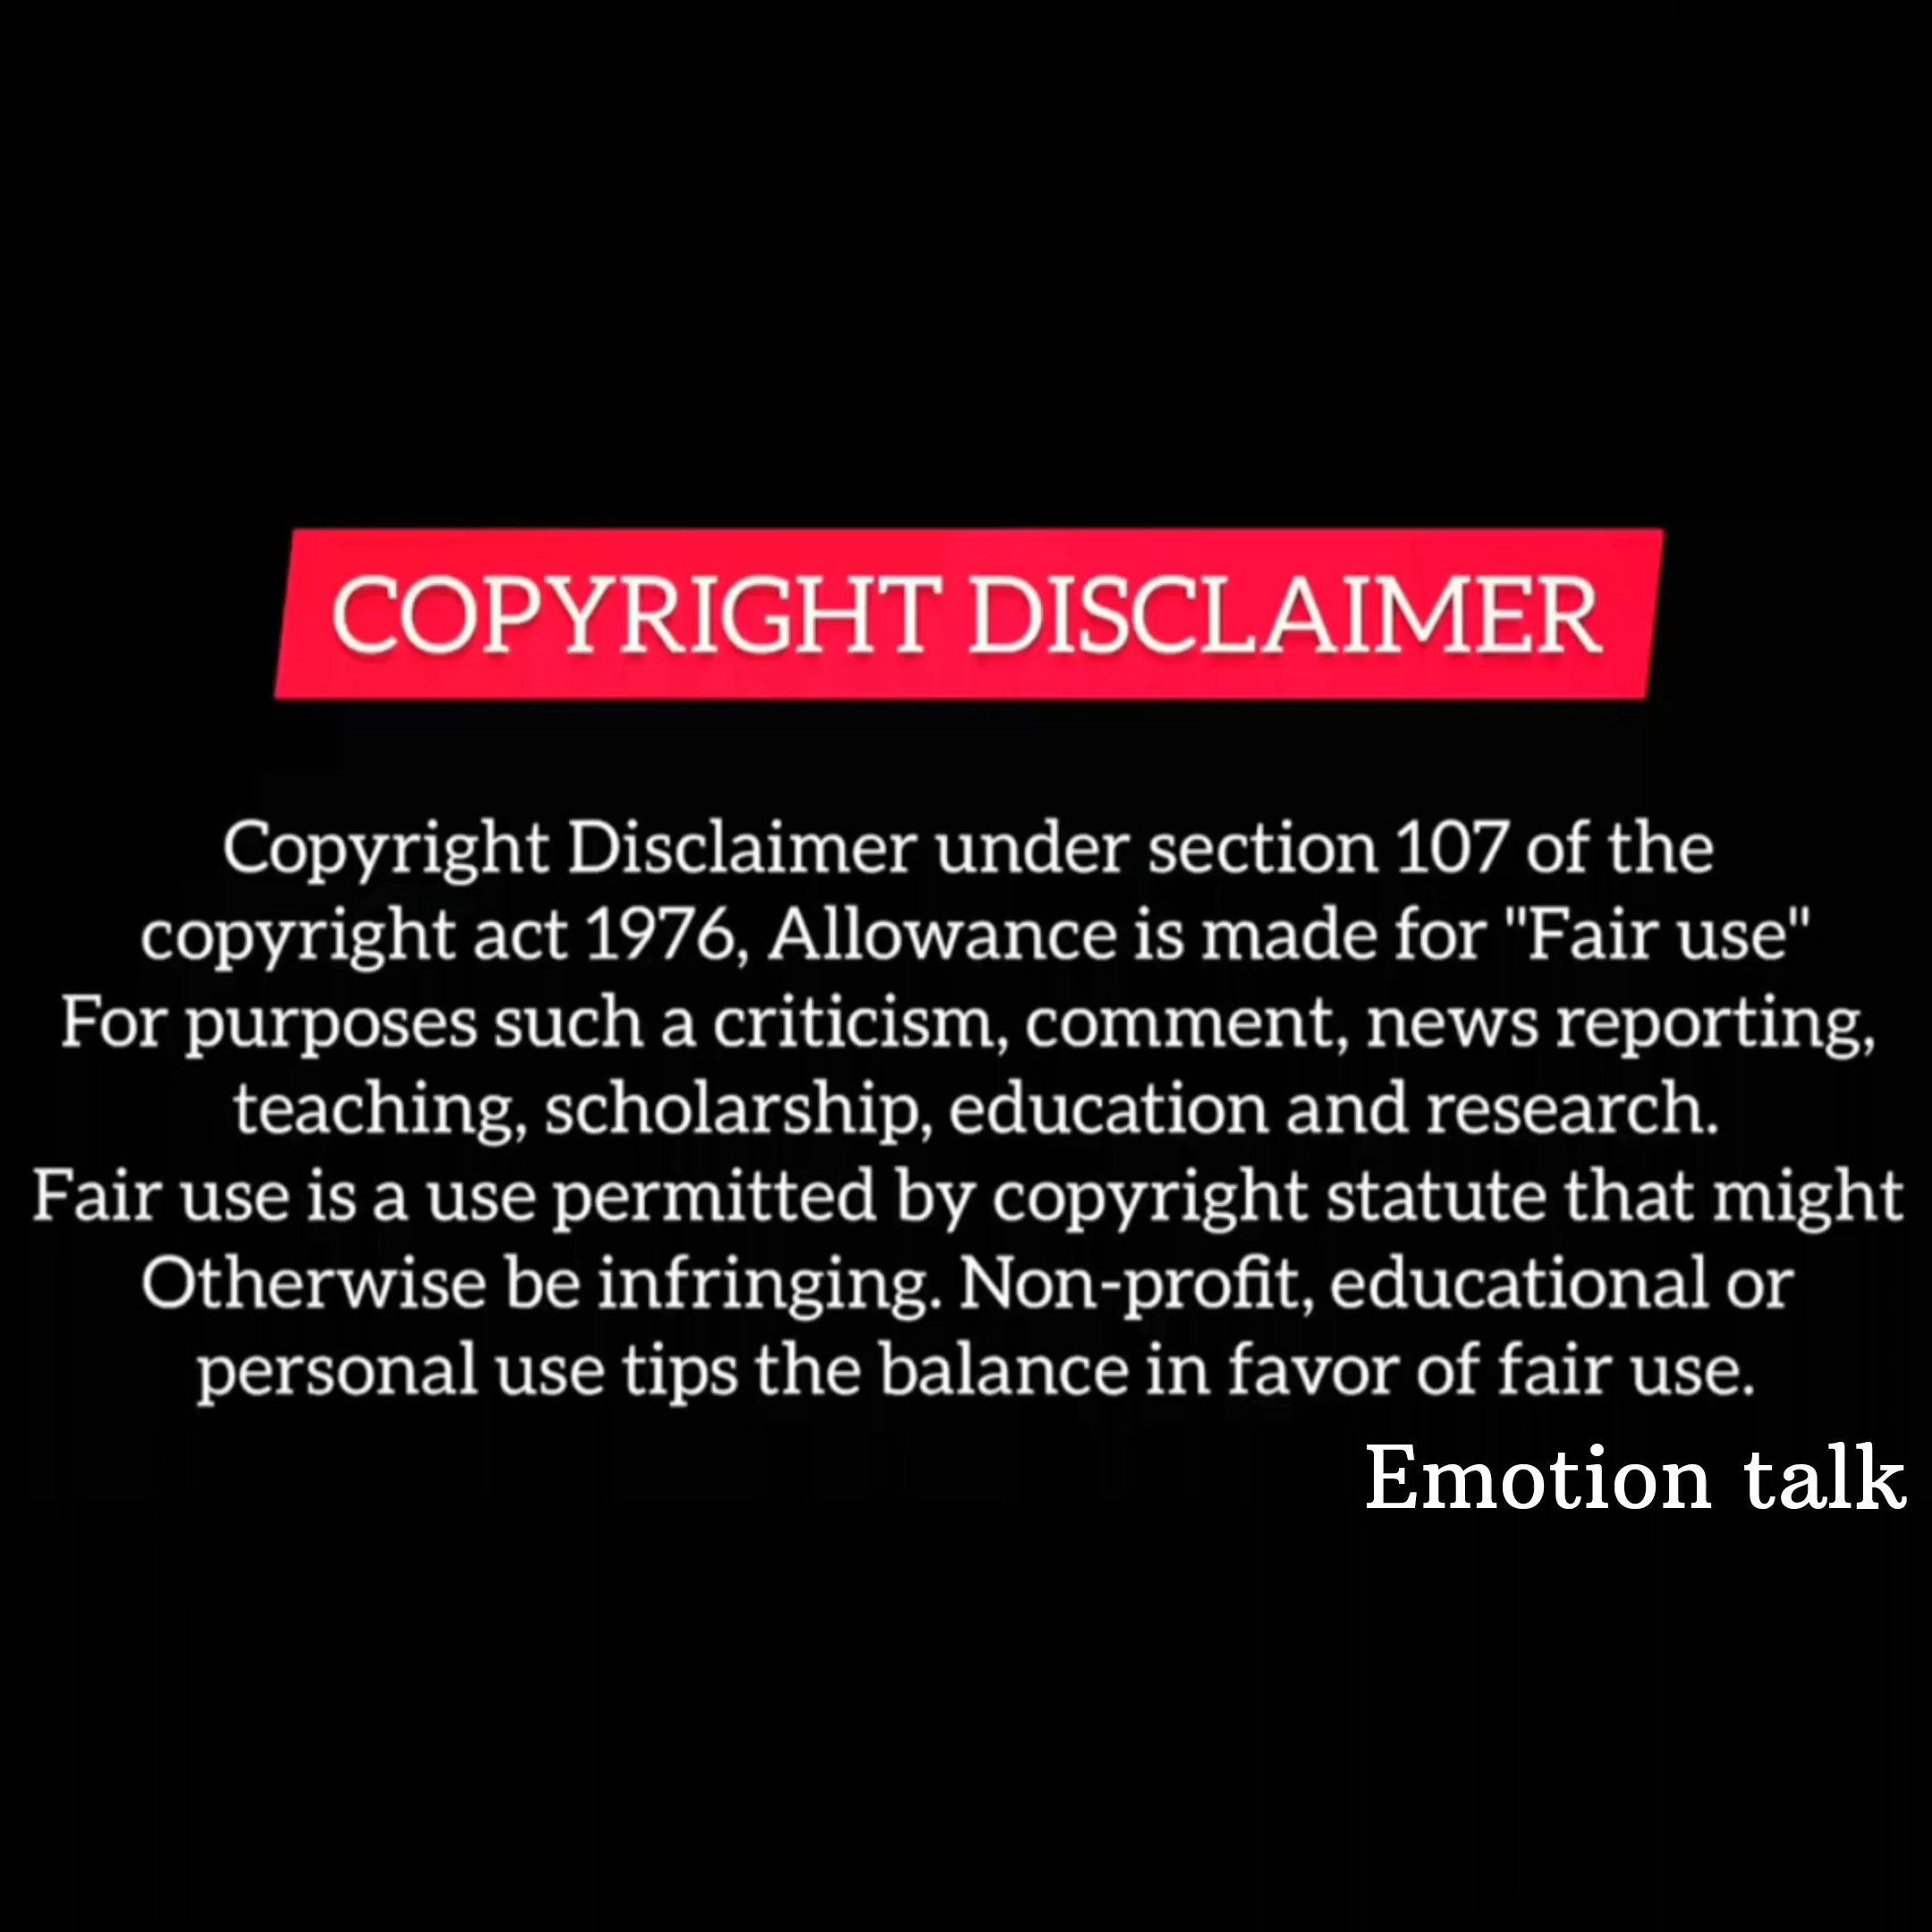 COPYRIGHT DISCLAIMER
Copyright Disclaimer under section 107 of the
copyright act 1976, Allowance is made for "Fair use"
For purposes such a criticism, comment, news reporting,
teaching, scholarship, education and research.
Fair use is a use permitted by copyright statute that might
Otherwise be infringing. Non-profit, educational or
personal use tips the balance in favor of fair use.
Emotion talk